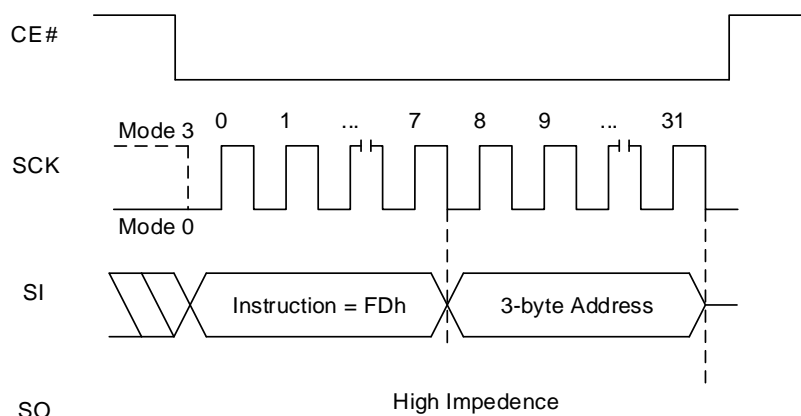 CE#
0 1 ... 7 8 9 ... 31
Mode 3
SCK
Mode 0
SI
Instruction = FDh
3-byte Address
High Impedence
SO